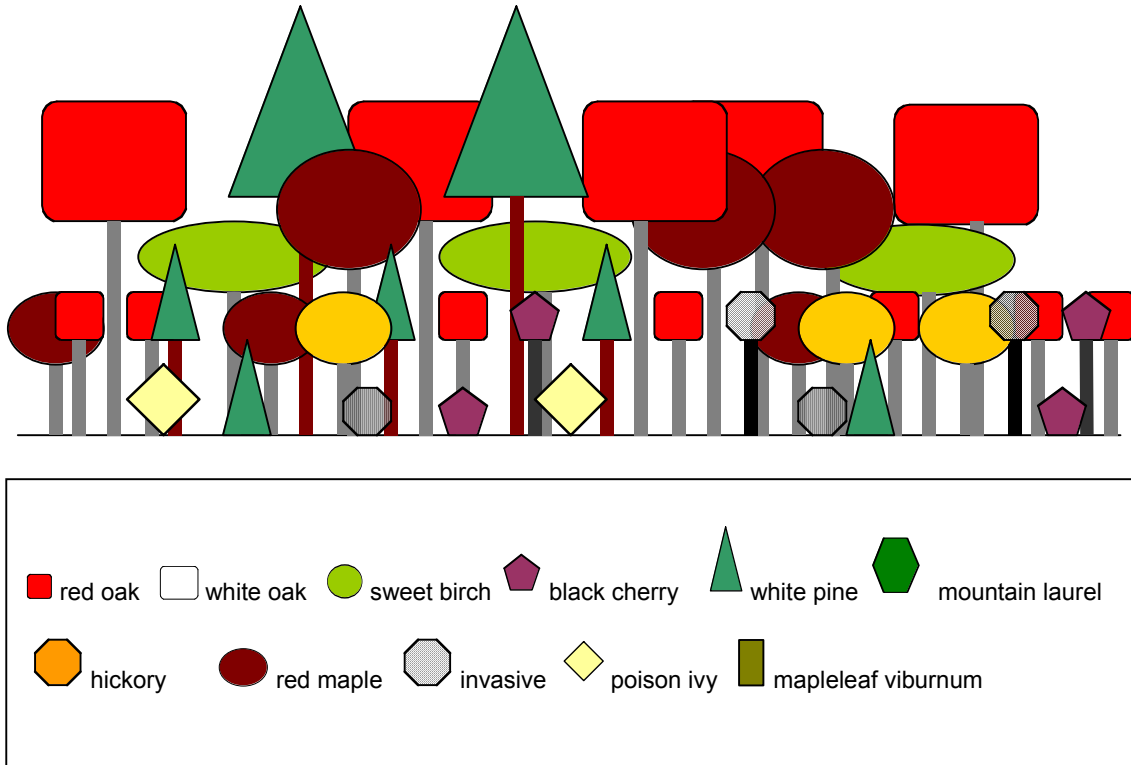 red oak white oak sweet birch black cherry white pine mountain laurel
hickory red maple invasive poison ivy mapleleaf viburnum